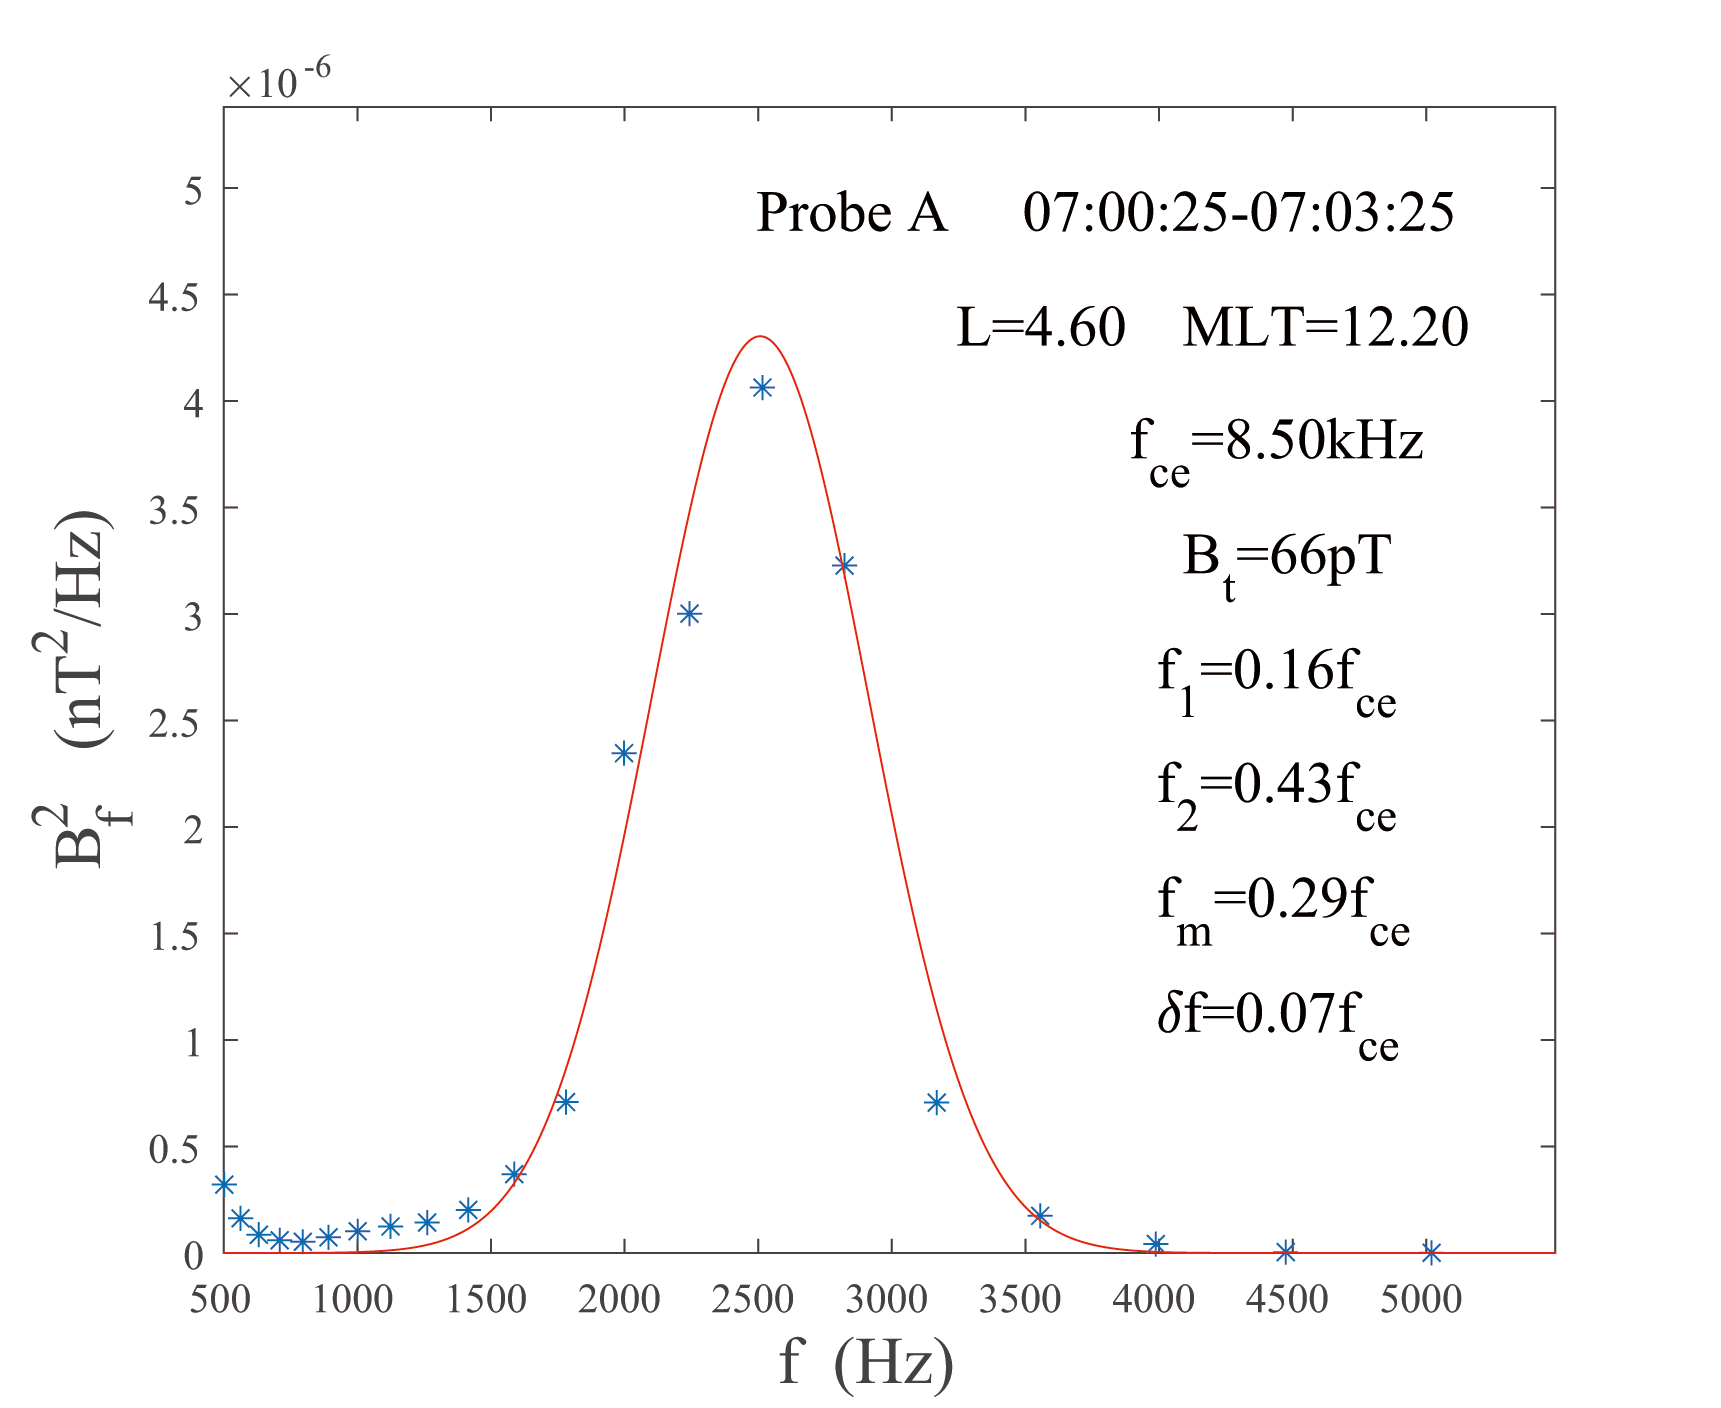 ×10^-6
5
4.5
4
3.5
3
2.5
2
1.5
1
0.5
0
B_f^2 (nT^2/Hz)
Probe A 07:00:25-07:03:25
L=4.60 MLT=12.20
f_ce=8.50kHz
B_t=66pT
f_1=0.16f_ce
f_2=0.43f_ce
f_m=0.29f_ce
δf=0.07f_ce
500 1000 1500 2000 2500 3000 3500 4000 4500 5000
f (Hz)